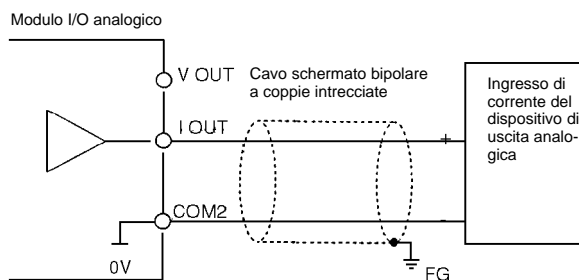 Modulo I/O analogico
V OUT
Cavo schermato bipolare
a coppie intrecciate
Ingresso di
corrente del
dispositivo di
uscita analo-
gica
I OUT
+
COM2
-
0V
FG